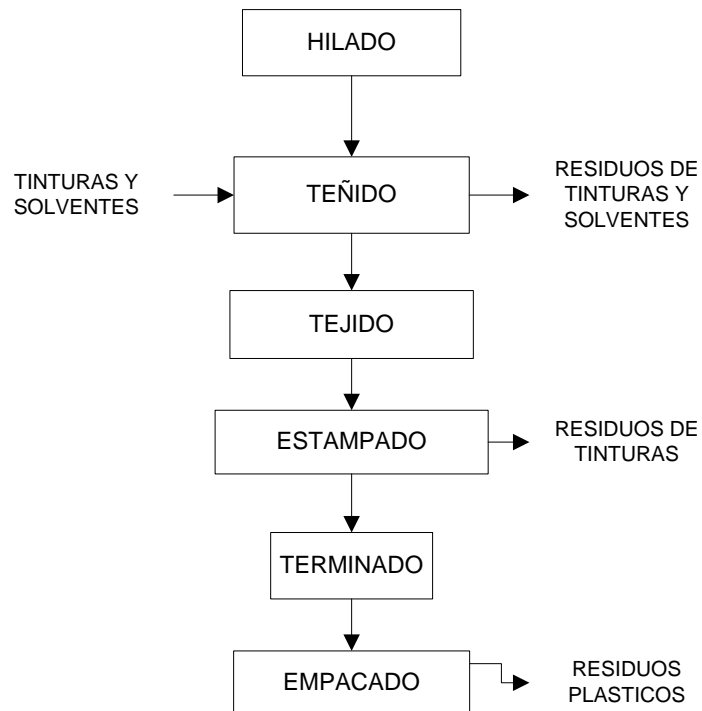 HILADO
TINTURAS Y
SOLVENTES
TEÑIDO
RESIDUOS DE
TINTURAS Y
SOLVENTES
TEJIDO
ESTAMPADO
RESIDUOS DE
TINTURAS
TERMINADO
EMPACADO
RESIDUOS
PLASTICOS